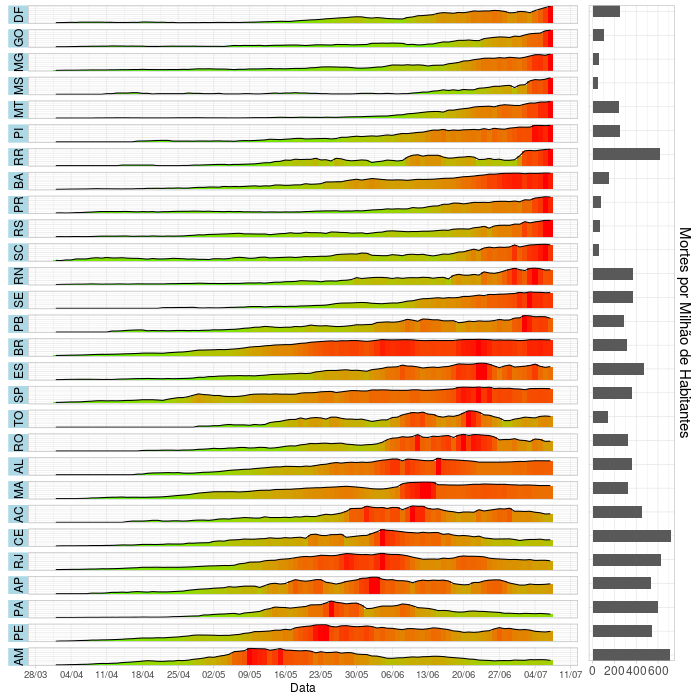 DF
GO
MG
MS
MT
PI
RR
BA
PR
RS
SC
RN
SE
PB
BR
ES
SP
TO
RO
AL
MA
AC
CE
RJ
AP
PA
PE
AM
28/03 04/04 11/04 18/04 25/04 02/05 09/05 16/05 23/05 30/05 06/06 13/06 20/06 27/06 04/07 11/07
Data
0 200 400 600
Mortes por Milhão de Habitantes